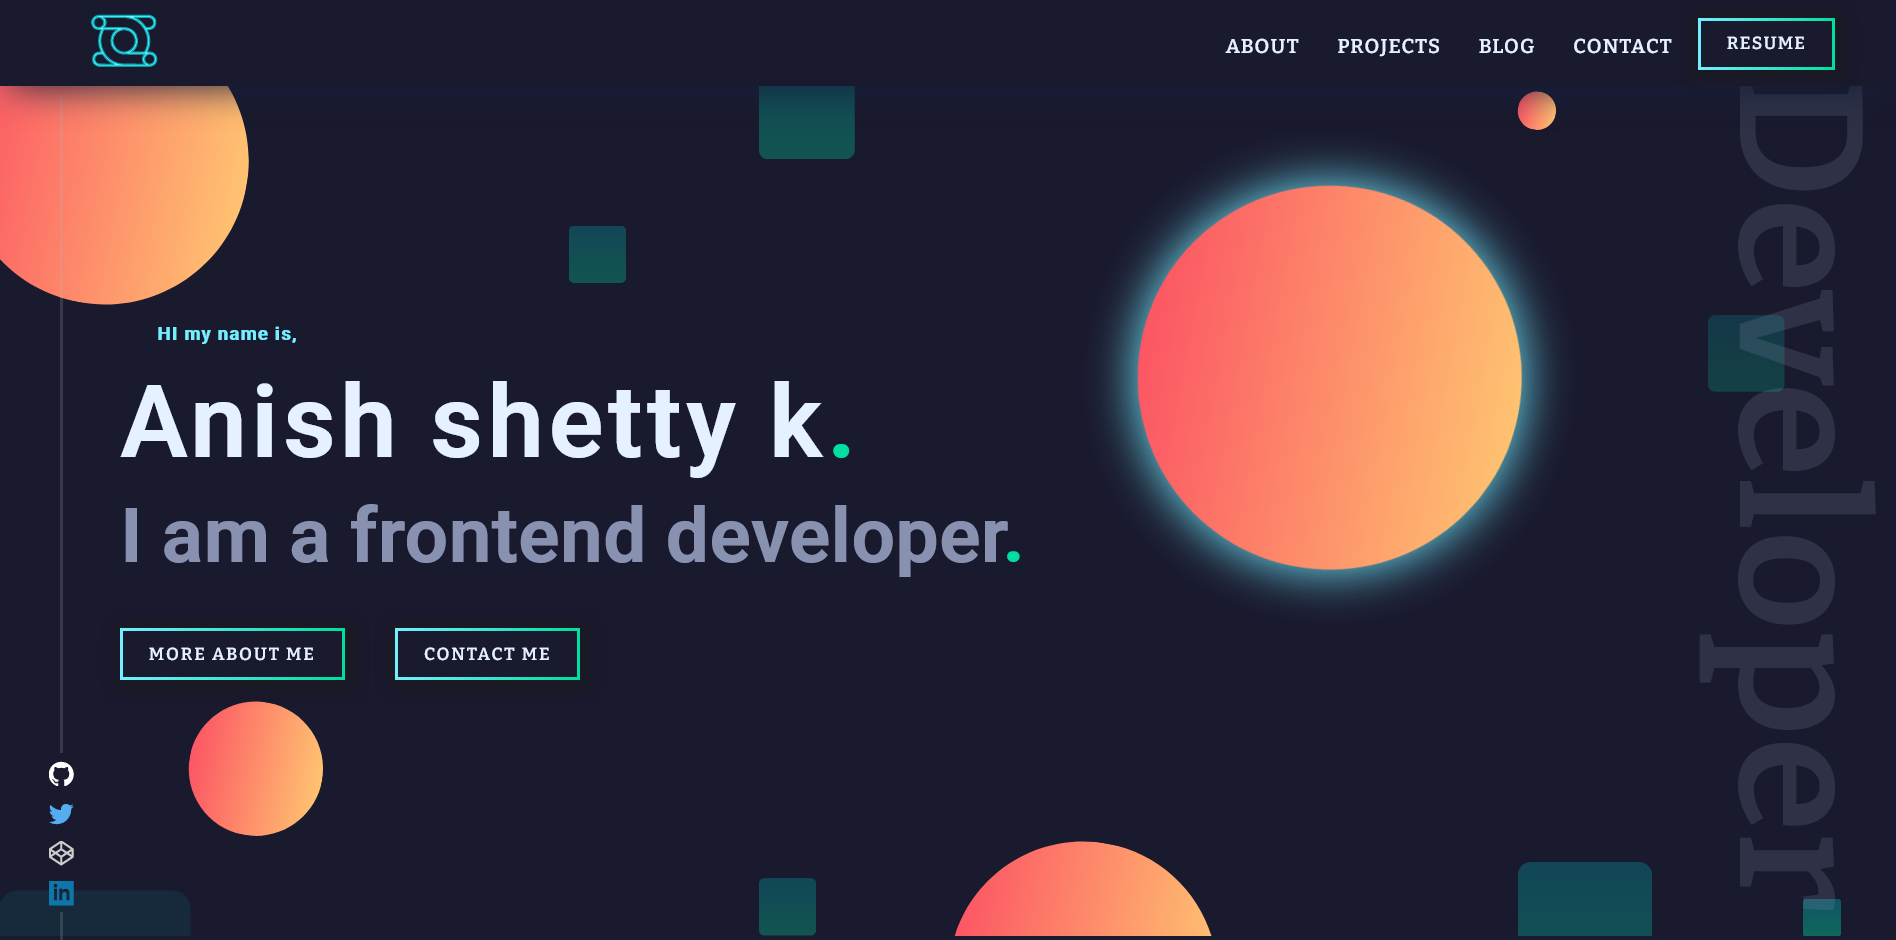 ABOUT PROJECTS BLOG CONTACT RESUME
HI my name is,
Anish shetty k.
I am a frontend developer.
MORE ABOUT ME CONTACT ME
in
Developer